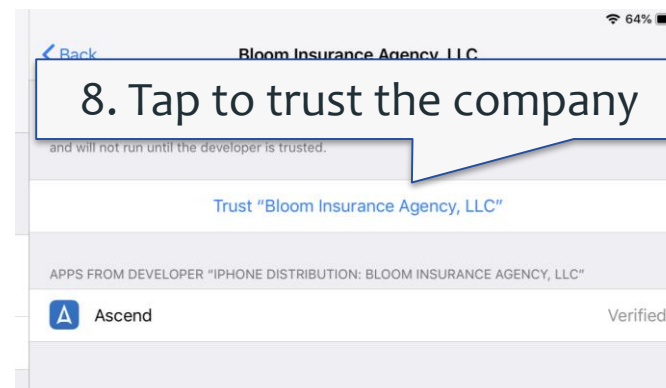 64%
Back Bloom Insurance Agency, LLC
8. Tap to trust the company
and will not run until the developer is trusted.
Trust “Bloom Insurance Agency, LLC”
APPS FROM DEVELOPER “IPHONE DISTRIBUTION: BLOOM INSURANCE AGENCY, LLC”
Ascend Verified